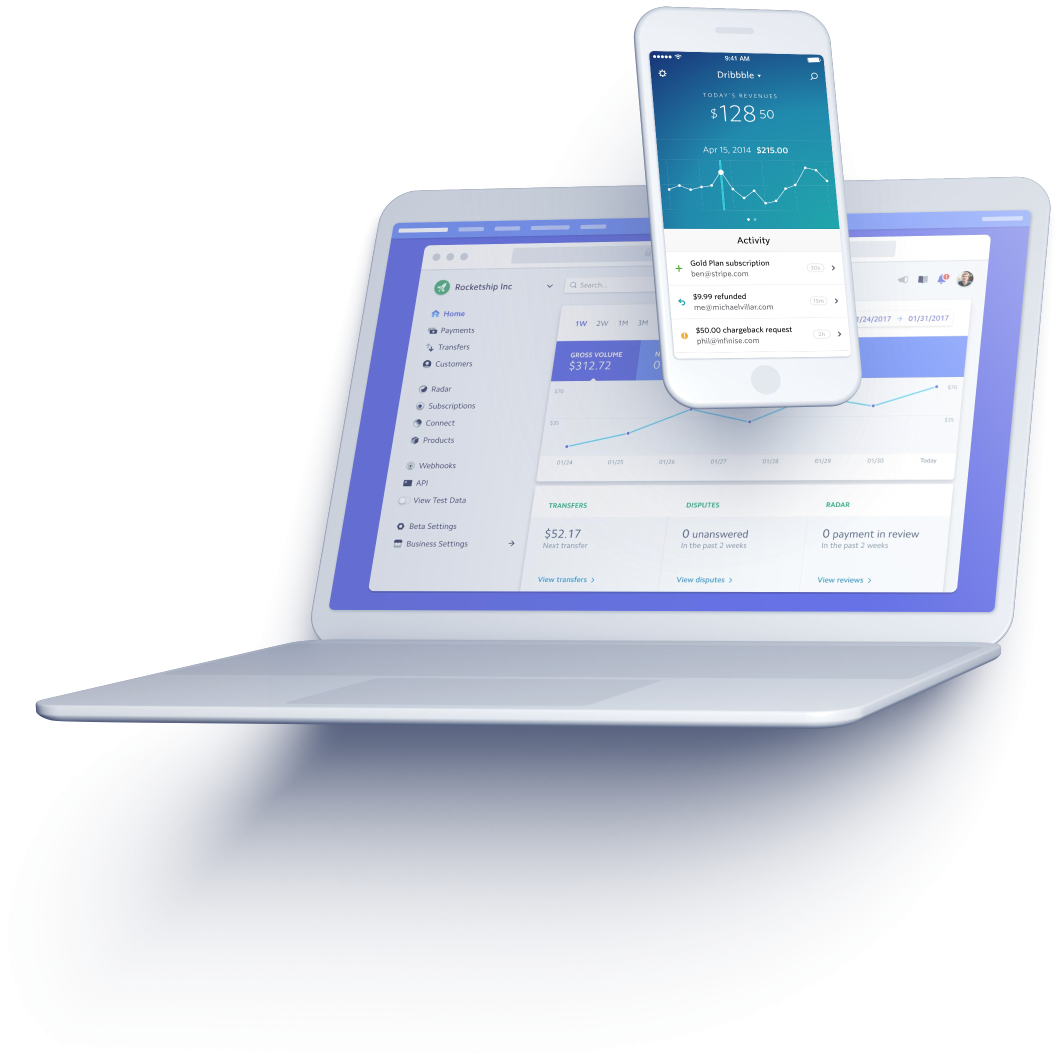 9:41 AM
Dribbble
TODAY'S REVENUES
$128 50
Apr 15, 2014 $215.00
Activity
Gold Plan subscription
ben@stripe.com
30s
$9.99 refunded
me@michaelvillar.com
15m
$50.00 chargeback request
phil@infinise.com
2h
Rocketship Inc
Search...
Home
Payments
Transfers
Customers
Radar
Subscriptions
Connect
Products
Webhooks
API
View Test Data
Beta Settings
Business Settings
1W 2W 1M 3M
1/24/2017 → 01/31/2017
GROSS VOLUME
$312.72
N
0
$70 $70
$35 $35
01/24 01/25 01/26 01/27 01/28 01/29 01/30 Today
TRANSFERS DISPUTES RADAR
$52.17 0 unanswered 0 payment in review
Next transfer In the past 2 weeks In the past 2 weeks
View transfers View disputes View reviews